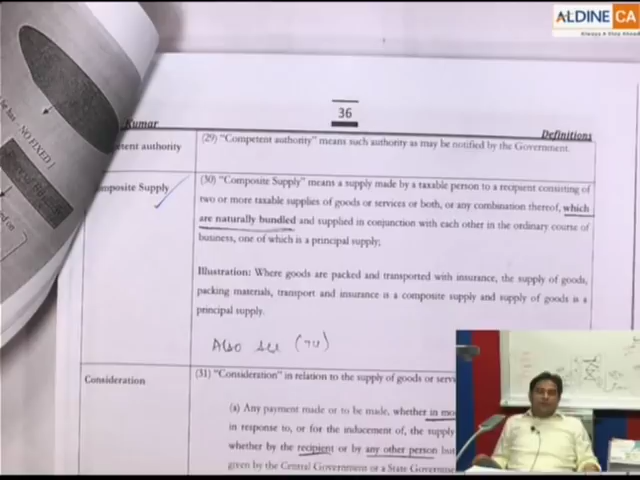 ALDINE CA
Always A Step Ahead
36
Kumar
Definitions
- NO FIXED ]
tent authority
(29) "Competent authority" means such authority as may be notified by the Government.
omposite Supply
(30) "Composite Supply" means a supply made by a taxable person to a recipient consisting of
two or more taxable supplies of goods or services or both, or any combination thereof, which
are naturally bundled and supplied in conjunction with each other in the ordinary course of
business, one of which is a principal supply;
Illustration: Where goods are packed and transported with insurance, the supply of goods,
packing materials, transport and insurance is a composite supply and supply of goods is a
principal supply.
Also see (74)
Consideration
(31) "Consideration" in relation to the supply of goods or serv
(a) Any payment made or to be made, whether in mo
in response to, or for the inducement of, the supply
whether by the recipient or by any other person but
given by the Central Government or a State Governme